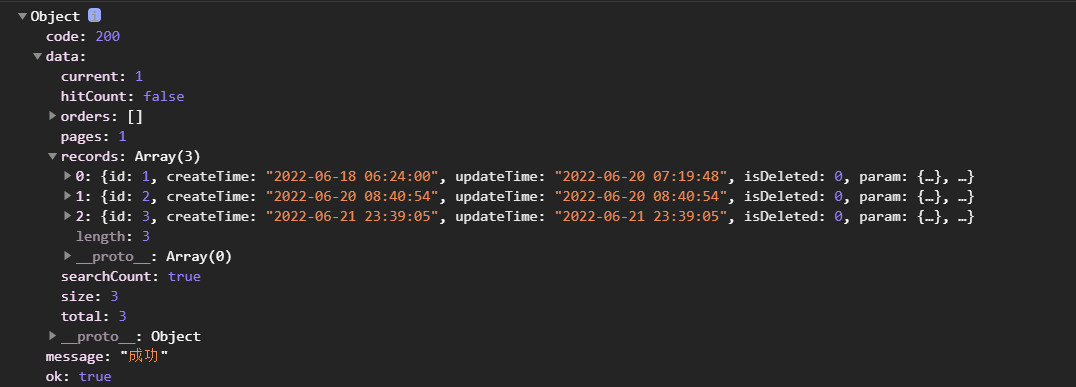 Object i
code: 200
data:
current: 1
hitCount: false
orders: []
pages: 1
records: Array(3)
0: {id: 1, createTime: "2022-06-18 06:24:00", updateTime: "2022-06-20 07:19:48", isDeleted: 0, param: {…}, …}
1: {id: 2, createTime: "2022-06-20 08:40:54", updateTime: "2022-06-20 08:40:54", isDeleted: 0, param: {…}, …}
2: {id: 3, createTime: "2022-06-21 23:39:05", updateTime: "2022-06-21 23:39:05", isDeleted: 0, param: {…}, …}
length: 3
__proto__: Array(0)
searchCount: true
size: 3
total: 3
__proto__: Object
message: "成功"
ok: true